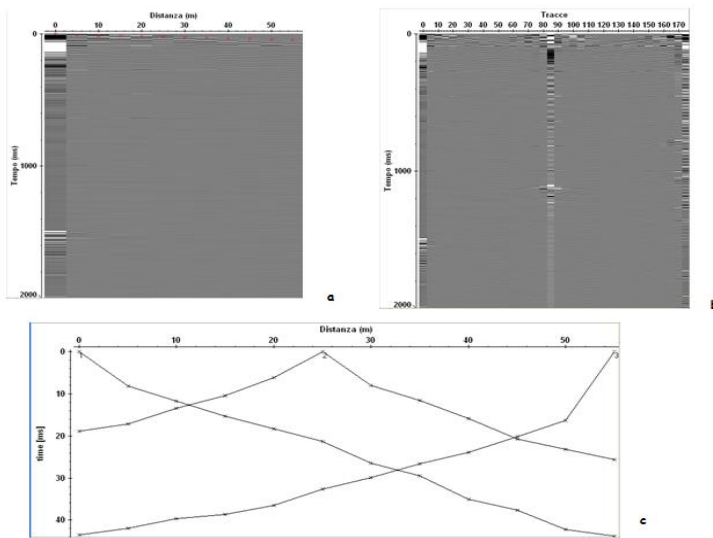 Distanza (m)
0 10 20 30 40 50
Tempo (ms)
0
1000
2000
a
Tracce
0 10 20 30 40 50 60 70 80 90 100 110 120 130 140 150 160 170
Tempo (ms)
0
1000
2000
b
Distanza (m)
0 10 20 30 40 50
time [ms]
0
10
20
30
40
1
2
3
c